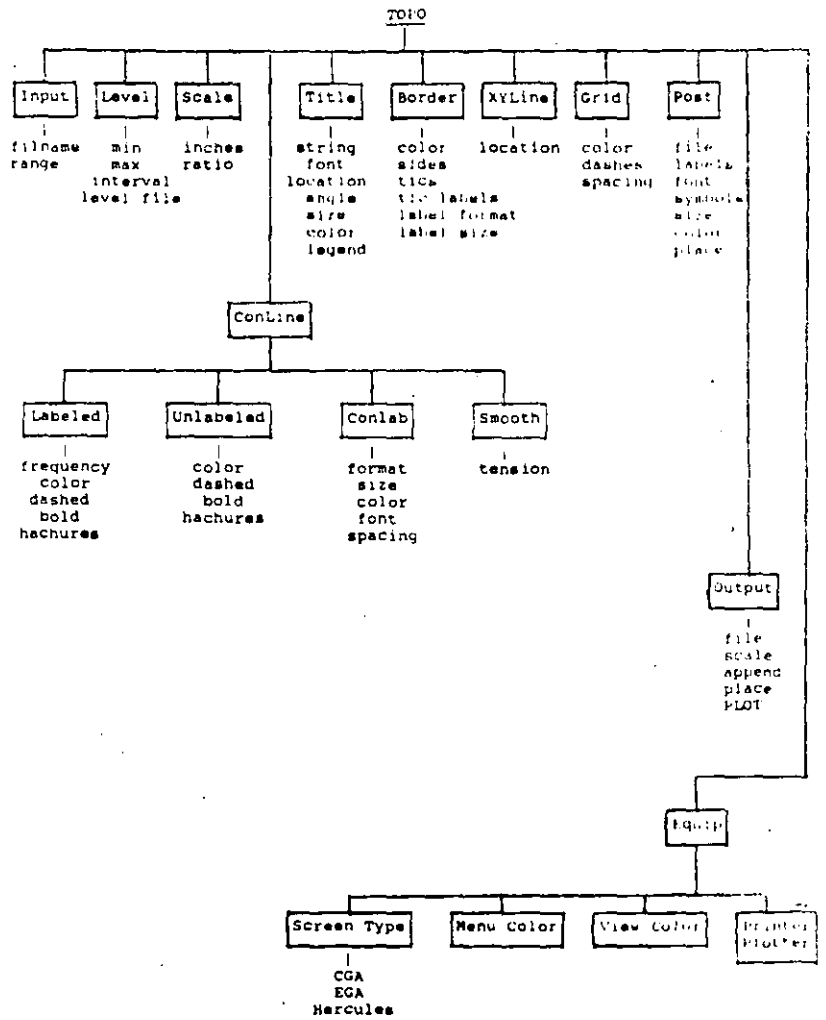 TOPO
Input
filname
range
Level
min
max
interval
level file
Scale
inches
ratio
Title
string
font
location
angle
size
color
legend
Border
color
sides
tics
tic labels
label format
label size
XYLine
location
Grid
color
dashes
spacing
Post
file
labels
font
symbols
size
color
place
ConLine
Labeled
frequency
color
dashed
bold
hachures
Unlabeled
color
dashed
bold
hachures
Conlab
format
size
color
font
spacing
Smooth
tension
Output
file
scale
append
place
PLOT
Equip
Screen Type
CGA
EGA
Hercules
Menu Color
View Color
Printer
Plotter